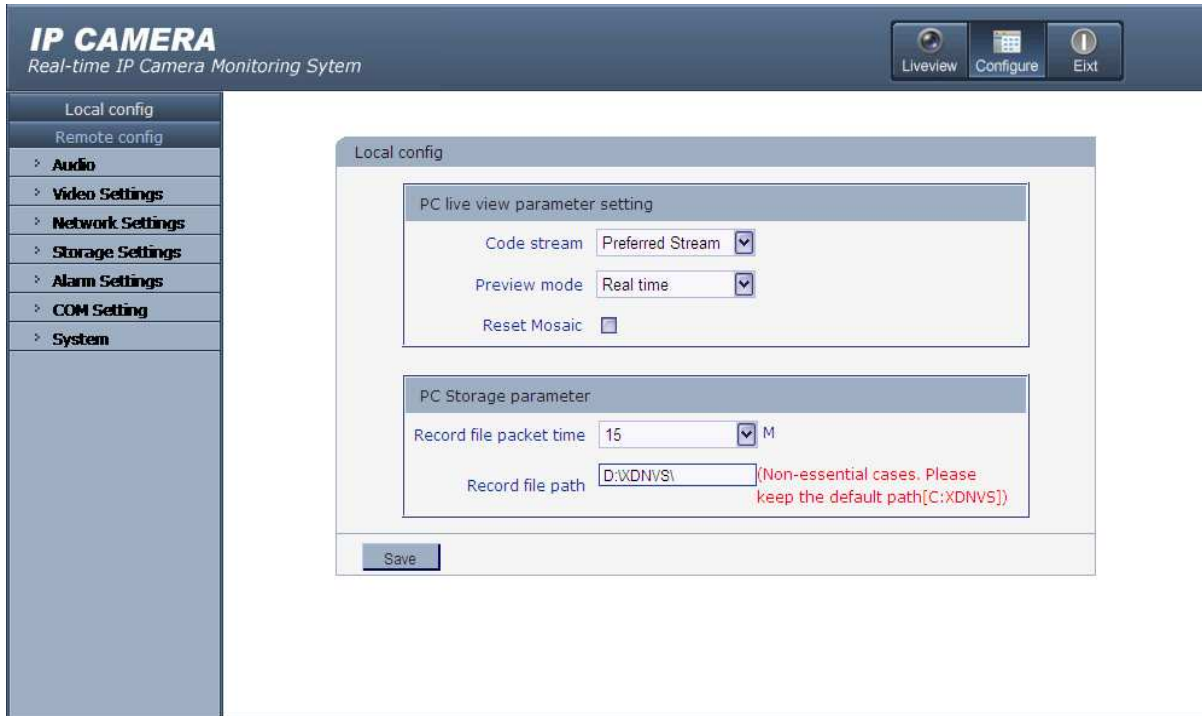 IP CAMERA
Real-time IP Camera Monitoring Sytem
Liveview
Configure
Eixt
Local config
Remote config
Audio
Video Settings
Network Settings
Storage Settings
Alarm Settings
COM Setting
System
Local config
PC live view parameter setting
Code stream Preferred Stream
Preview mode Real time
Reset Mosaic
PC Storage parameter
Record file packet time 15 M
Record file path D:\XDNVS\ (Non-essential cases. Please
keep the default path[C:XDNVS])
Save